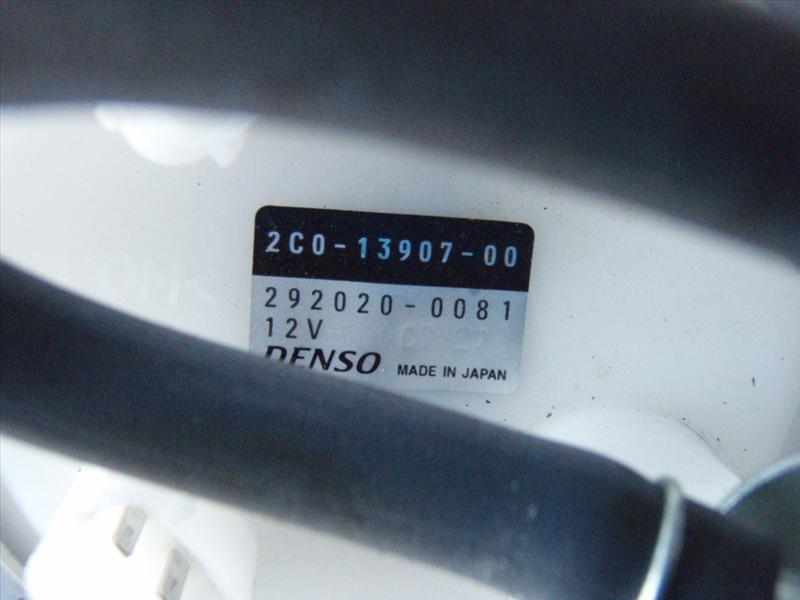 2C0-13907-00
292020-0081
12V
DENSO MADE IN JAPAN